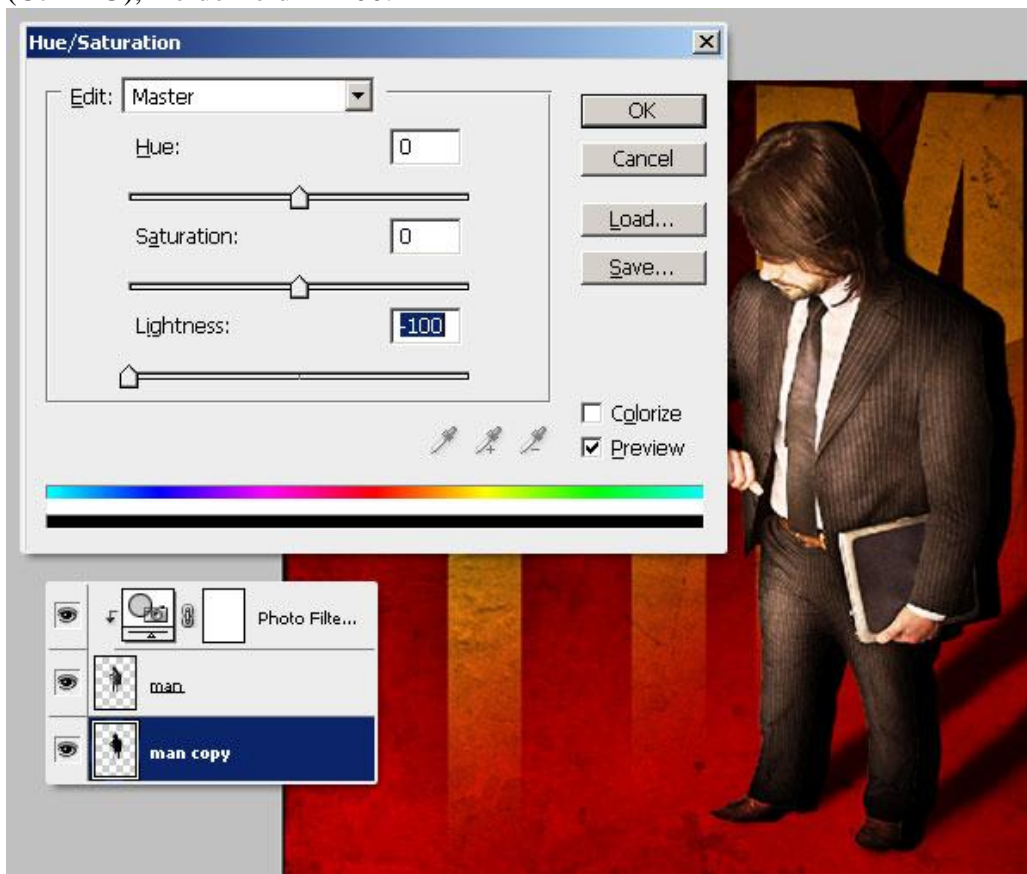 Hue/Saturation
Edit: Master
OK
Hue: 0
Cancel
Load...
Saturation: 0
Save...
Lightness: -100
Colorize
Preview
Photo Filte...
man
man copy